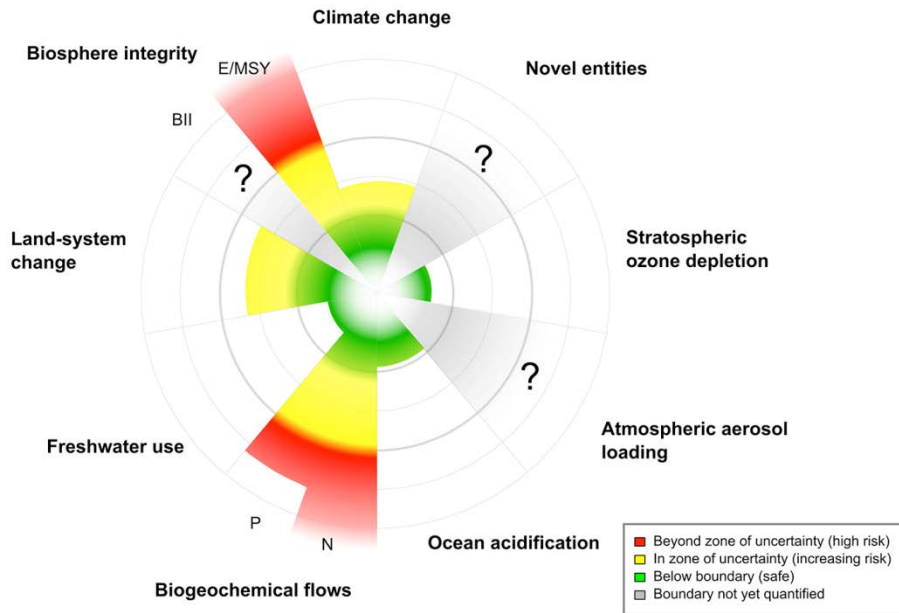 Climate change
Biosphere integrity
E/MSY
Novel entities
BII
?
?
Land-system
change
Stratospheric
ozone depletion
?
Freshwater use
Atmospheric aerosol
loading
P
N
Ocean acidification
Biogeochemical flows
Beyond zone of uncertainty (high risk)
In zone of uncertainty (increasing risk)
Below boundary (safe)
Boundary not yet quantified